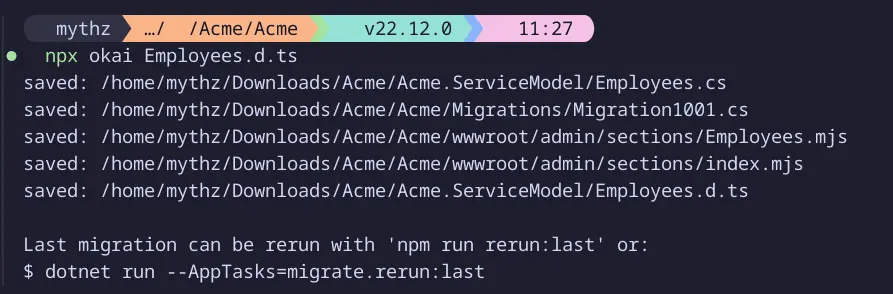 mythz …/ /Acme/Acme v22.12.0 11:27
npx okai Employees.d.ts
saved: /home/mythz/Downloads/Acme/Acme.ServiceModel/Employees.cs
saved: /home/mythz/Downloads/Acme/Acme/Migrations/Migration1001.cs
saved: /home/mythz/Downloads/Acme/Acme/wwwroot/admin/sections/Employees.mjs
saved: /home/mythz/Downloads/Acme/Acme/wwwroot/admin/sections/index.mjs
saved: /home/mythz/Downloads/Acme/Acme.ServiceModel/Employees.d.ts
Last migration can be rerun with 'npm run rerun:last' or:
$ dotnet run --AppTasks=migrate.rerun:last